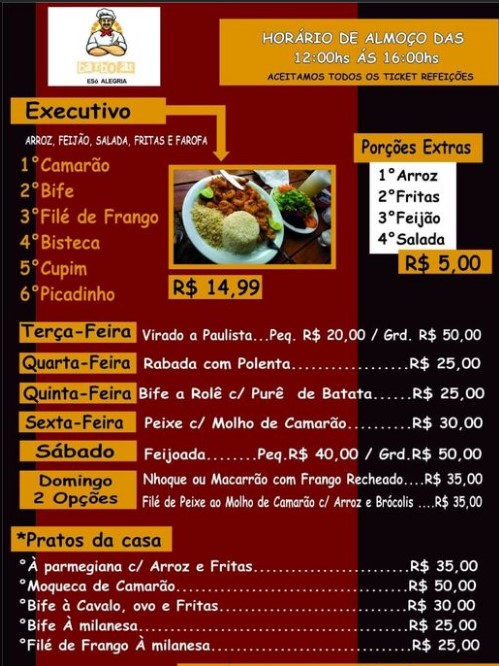 barbolas
ESó ALEGRIA
HORÁRIO DE ALMOÇO DAS
12:00hs ÁS 16:00hs
ACEITAMOS TODOS OS TICKET REFEIÇÕES
Executivo
ARROZ, FEIJÃO, SALADA, FRITAS E FAROFA
1°Camarão
2°Bife
3°Filé de Frango
4°Bisteca
5°Cupim
6°Picadinho
R$ 14,99
Porções Extras
1°Arroz
2°Fritas
3°Feijão
4°Salada
R$ 5,00
Terça-Feira Virado a Paulista...Peq. R$ 20,00 / Grd. R$ 50,00
Quarta-Feira Rabada com Polenta..................R$ 25,00
Quinta-Feira Bife a Rolê c/ Purê de Batata......R$ 25,00
Sexta-Feira Peixe c/ Molho de Camarão..........R$ 30,00
Sábado Feijoada........Peq.R$ 40,00 / Grd.R$ 50,00
Domingo
2 Opções
Nhoque ou Macarrão com Frango Recheado....R$ 35,00
Filé de Peixe ao Molho de Camarão c/ Arroz e Brócolis ....R$ 35,00
*Pratos da casa
°À parmegiana c/ Arroz e Fritas........................R$ 35,00
°Moqueca de Camarão.....................................R$ 50,00
°Bife à Cavalo, ovo e Fritas.............................R$ 30,00
°Bife À milanesa..........................................R$ 25,00
°Filé de Frango À milanesa..............................R$ 25,00